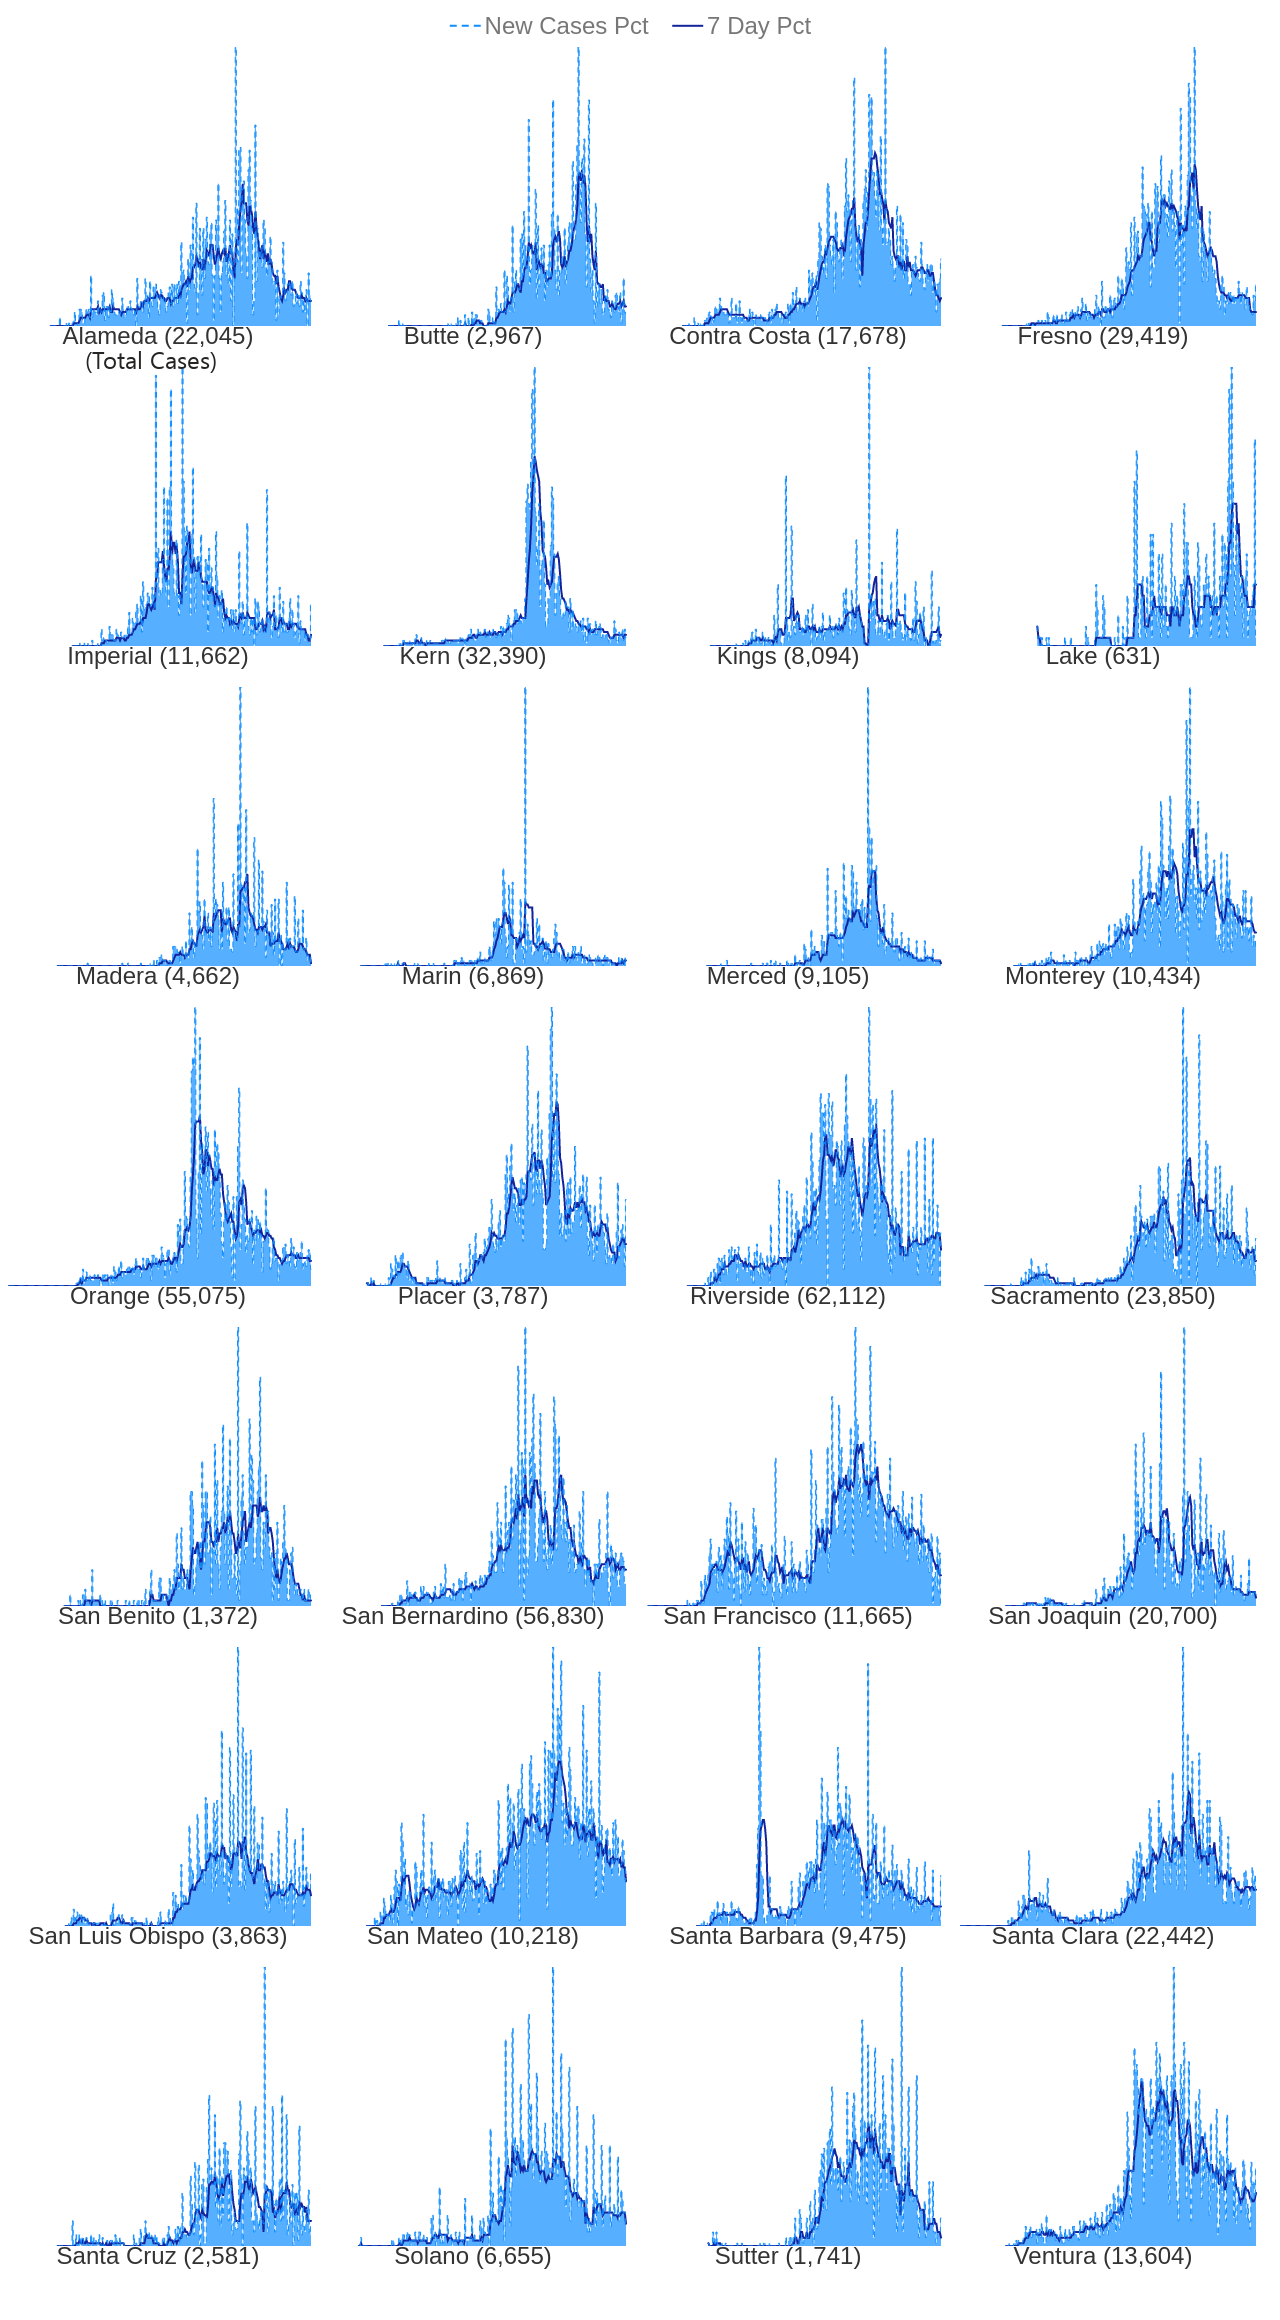 New Cases Pct 7 Day Pct
Alameda (22,045) Butte (2,967) Contra Costa (17,678) Fresno (29,419)
(Total Cases)
Imperial (11,662) Kern (32,390) Kings (8,094) Lake (631)
Madera (4,662) Marin (6,869) Merced (9,105) Monterey (10,434)
Orange (55,075) Placer (3,787) Riverside (62,112) Sacramento (23,850)
San Benito (1,372) San Bernardino (56,830) San Francisco (11,665) San Joaquin (20,700)
San Luis Obispo (3,863) San Mateo (10,218) Santa Barbara (9,475) Santa Clara (22,442)
Santa Cruz (2,581) Solano (6,655) Sutter (1,741) Ventura (13,604)